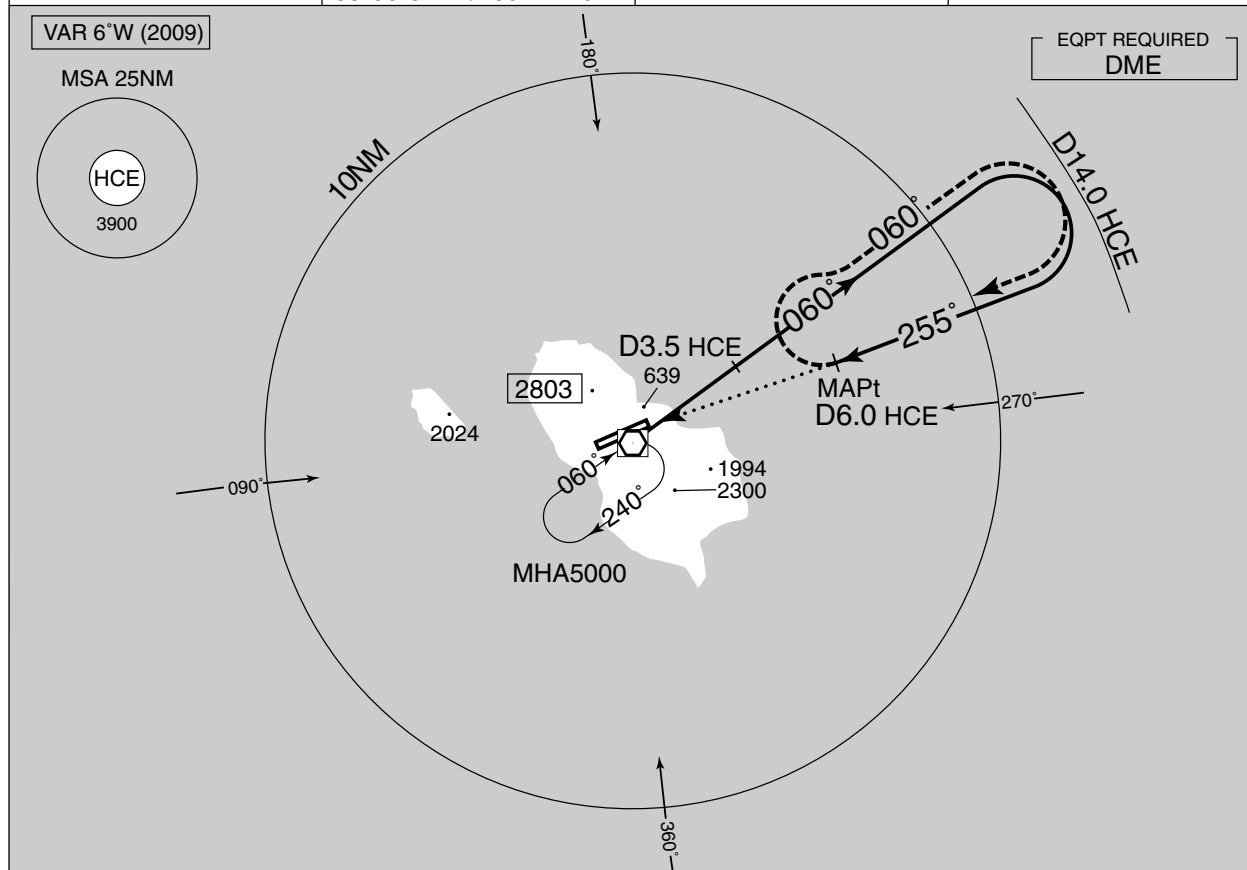 VAR 6°W (2009)
MSA 25NM
HCE
3900
180°
EQPT REQUIRED
DME
10NM
D14.0 HCE
060°
060°
255°
D3.5 HCE
639
2803
MAPt
D6.0 HCE
270°
2024
1994
2300
090°
060°
240°
MHA5000
360°